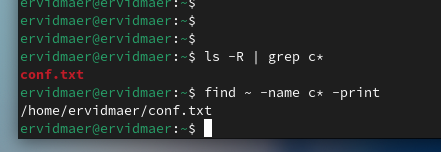 ervidmaer@ervidmaer:~$
ervidmaer@ervidmaer:~$
ervidmaer@ervidmaer:~$
ervidmaer@ervidmaer:~$ ls -R | grep c*
conf.txt
ervidmaer@ervidmaer:~$ find ~ -name c* -print
/home/ervidmaer/conf.txt
ervidmaer@ervidmaer:~$